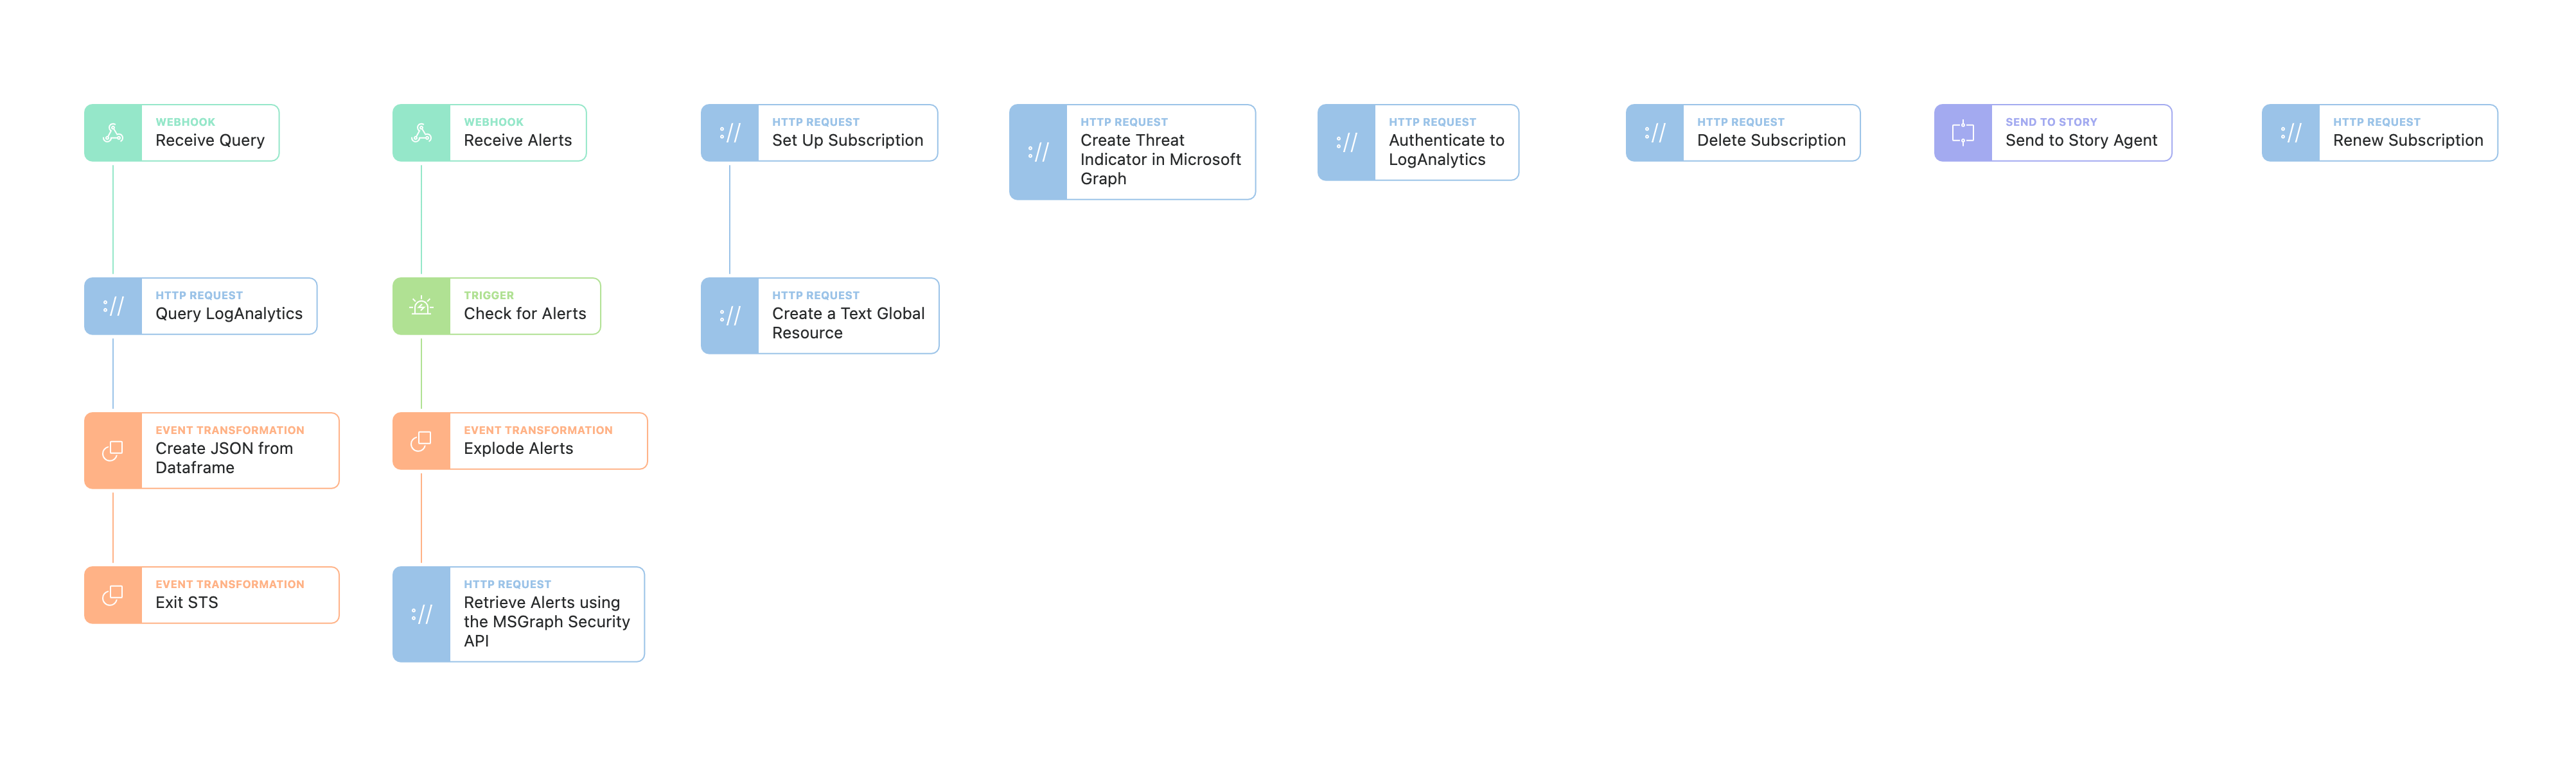 WEBHOOK
Receive Query
WEBHOOK
Receive Alerts
HTTP REQUEST
Set Up Subscription
HTTP REQUEST
Create Threat
Indicator in Microsoft
Graph
HTTP REQUEST
Authenticate to
LogAnalytics
HTTP REQUEST
Delete Subscription
SEND TO STORY
Send to Story Agent
HTTP REQUEST
Renew Subscription
HTTP REQUEST
Query LogAnalytics
TRIGGER
Check for Alerts
HTTP REQUEST
Create a Text Global
Resource
EVENT TRANSFORMATION
Create JSON from
Dataframe
EVENT TRANSFORMATION
Explode Alerts
EVENT TRANSFORMATION
Exit STS
HTTP REQUEST
Retrieve Alerts using
the MSGraph Security
API